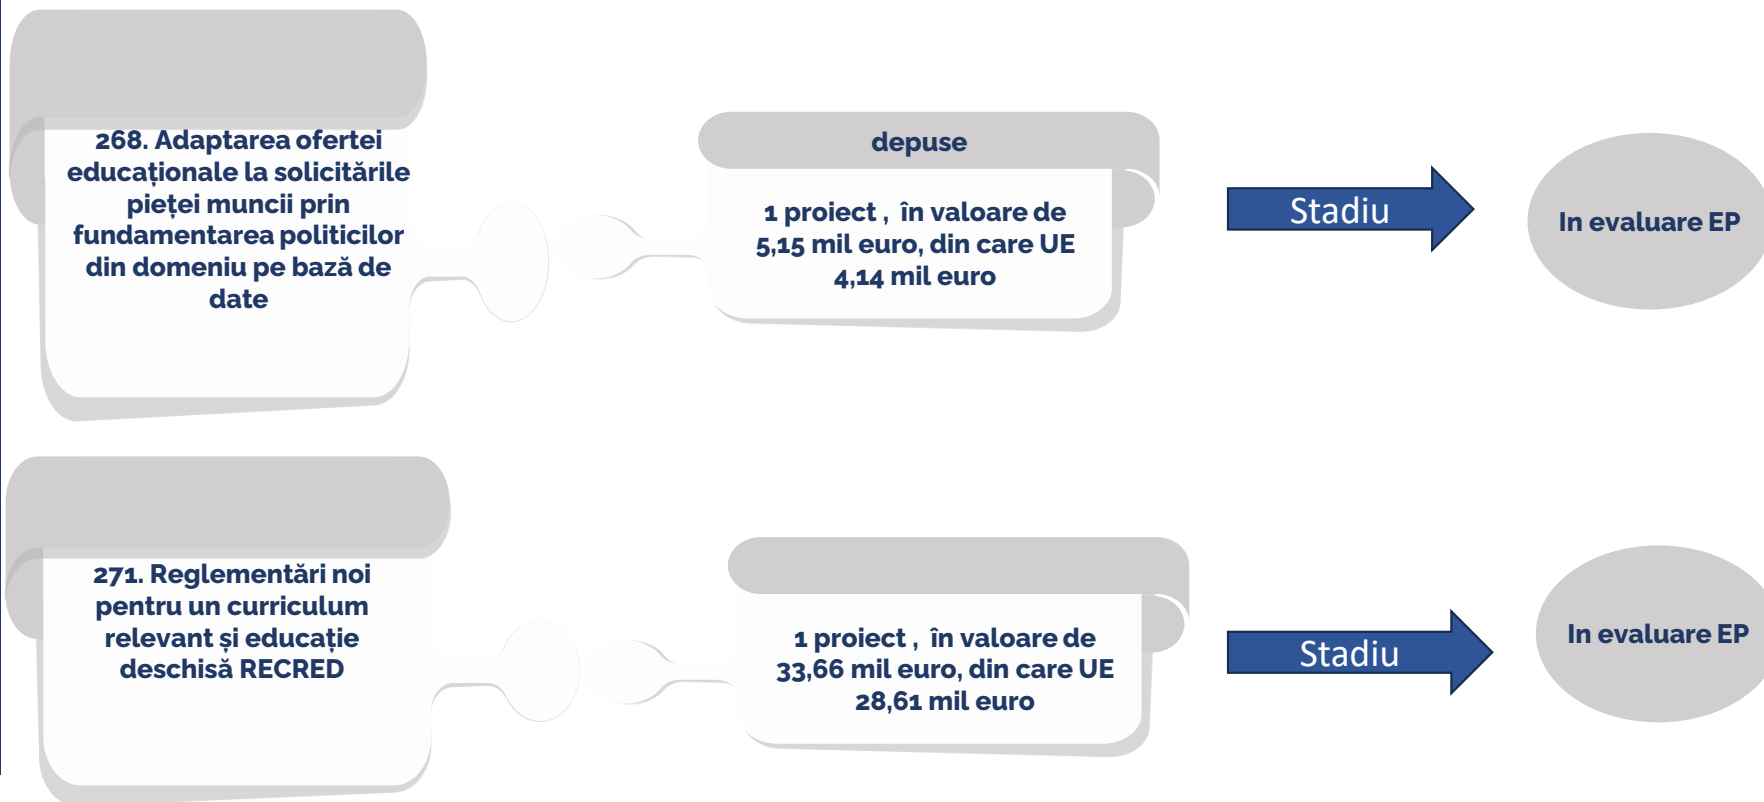 268. Adaptarea ofertei
educaționale la solicitările
pieței muncii prin
fundamentarea politicilor
din domeniu pe bază de
date
depuse
1 proiect , în valoare de
5,15 mil euro, din care UE
4,14 mil euro
Stadiu
In evaluare EP
271. Reglementări noi
pentru un curriculum
relevant și educație
deschisă RECRED
1 proiect , în valoare de
33,66 mil euro, din care UE
28,61 mil euro
Stadiu
In evaluare EP